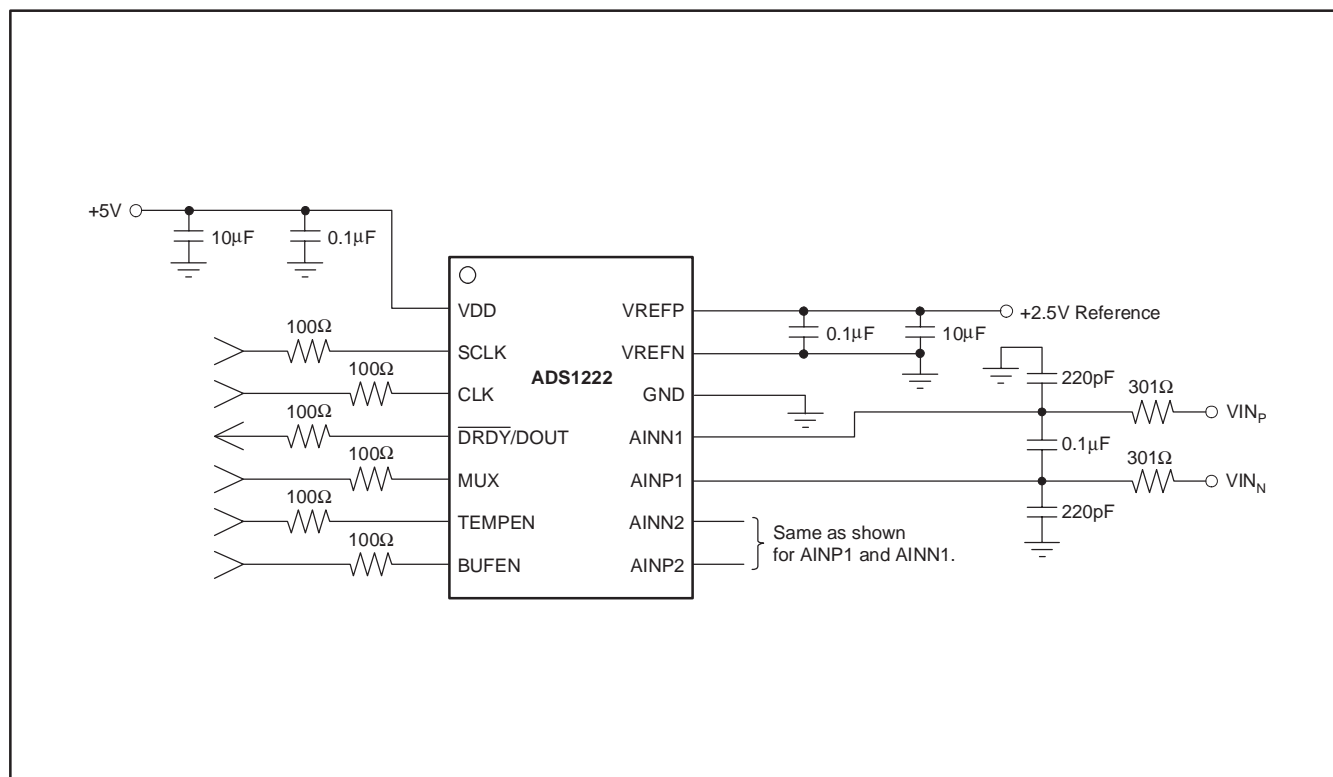 +5V
10µF
0.1µF
100Ω
100Ω
100Ω
100Ω
100Ω
100Ω
VDD
SCLK
CLK
DRDY/DOUT
MUX
TEMPEN
BUFEN
ADS1222
VREFP
VREFN
GND
AINN1
AINP1
AINN2
AINP2
0.1µF
10µF
+2.5V Reference
220pF
301Ω
VINP
0.1µF
301Ω
VINN
220pF
Same as shown
for AINP1 and AINN1.